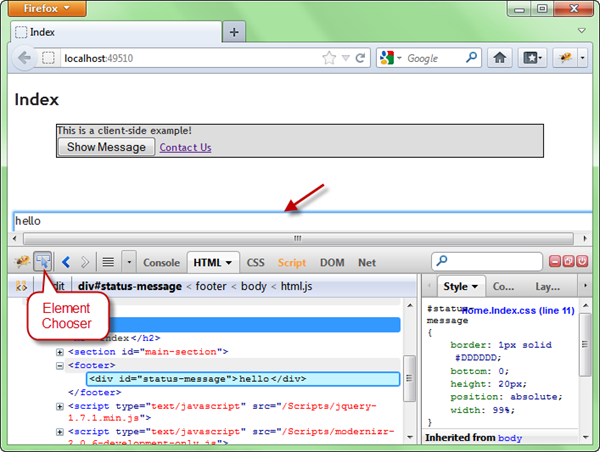 Firefox
Index
localhost:49510
Google
Index
This is a client-side example!
Show Message Contact Us
hello
Console HTML CSS Script DOM Net
dit div#status-message < footer < body < html.js
Style Co... Lay...
Element
Chooser
ndex</h2>
<section id="main-section">
<footer>
<div id="status-message">hello</div>
</footer>
<script type="text/javascript" src="/Scripts/jquery-
1.7.1.min.js">
<script type="text/javascript" src="/Scripts/modernizr-
2.0.6-development-only.js">
Home.Index.css (line 11)
message
{
border: 1px solid
#DDDDDD;
bottom: 0;
height: 20px;
position: absolute;
width: 99%;
}
Inherited from body